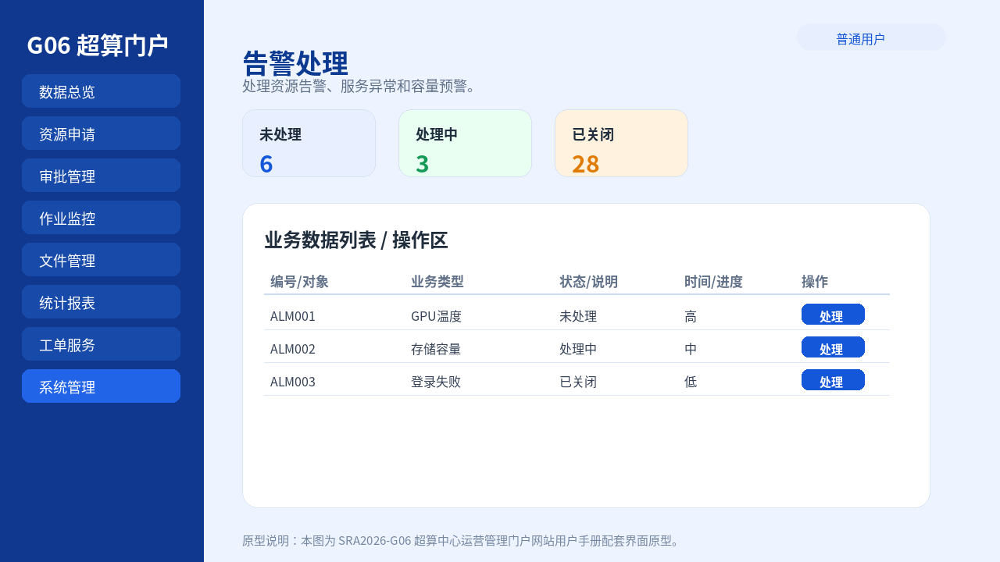 G06 超算门户
数据总览
资源申请
审批管理
作业监控
文件管理
统计报表
工单服务
系统管理
普通用户
告警处理
处理资源告警、服务异常和容量预警。
未处理
6
处理中
3
已关闭
28
业务数据列表 / 操作区
编号/对象 业务类型 状态/说明 时间/进度 操作
ALM001 GPU温度 未处理 高 处理
ALM002 存储容量 处理中 中 处理
ALM003 登录失败 已关闭 低 处理
原型说明：本图为 SRA2026-G06 超算中心运营管理门户网站用户手册配套界面原型。